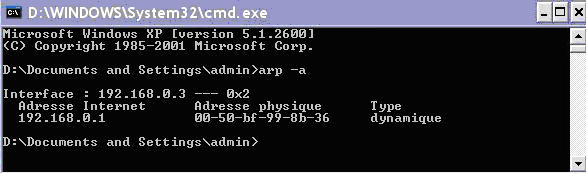 D:\WINDOWS\System32\cmd.exe
Microsoft Windows XP [version 5.1.2600]
(C) Copyright 1985-2001 Microsoft Corp.
D:\Documents and Settings\admin>arp -a
Interface : 192.168.0.3 --- 0x2
Adresse Internet Adresse physique Type
192.168.0.1 00-50-bf-99-8b-36 dynamique
D:\Documents and Settings\admin>